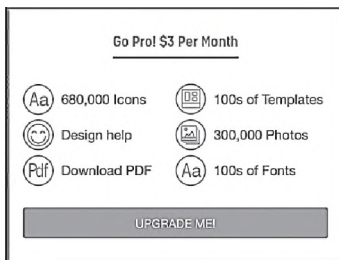 Go Pro! $3 Per Month
Aa 680,000 Icons
100s of Templates
Design help
300,000 Photos
Pdf Download PDF
Aa 100s of Fonts
UPGRADE ME!